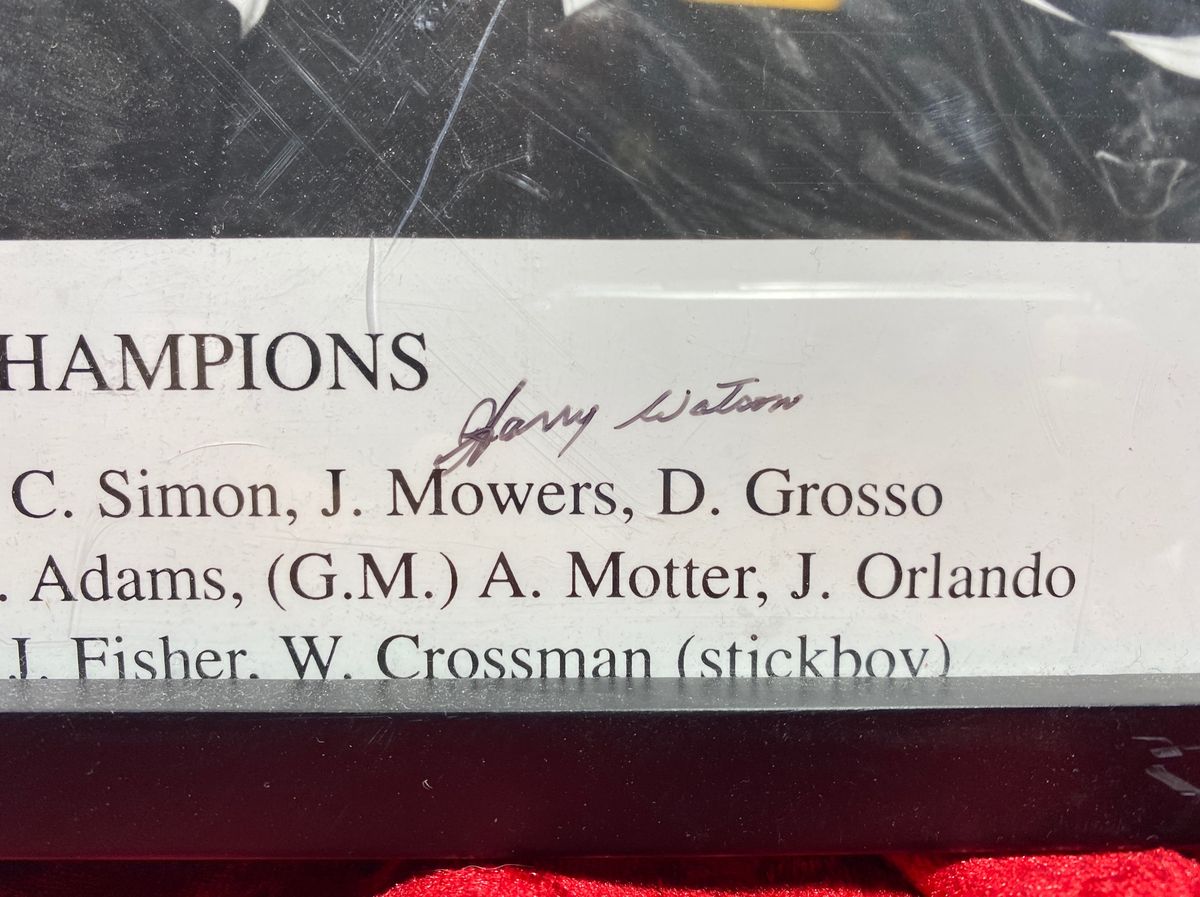 HAMPIONS
Harry Watson
C. Simon, J. Mowers, D. Grosso
. Adams, (G.M.) A. Motter, J. Orlando
J. Fisher, W. Crossman (stickboy)